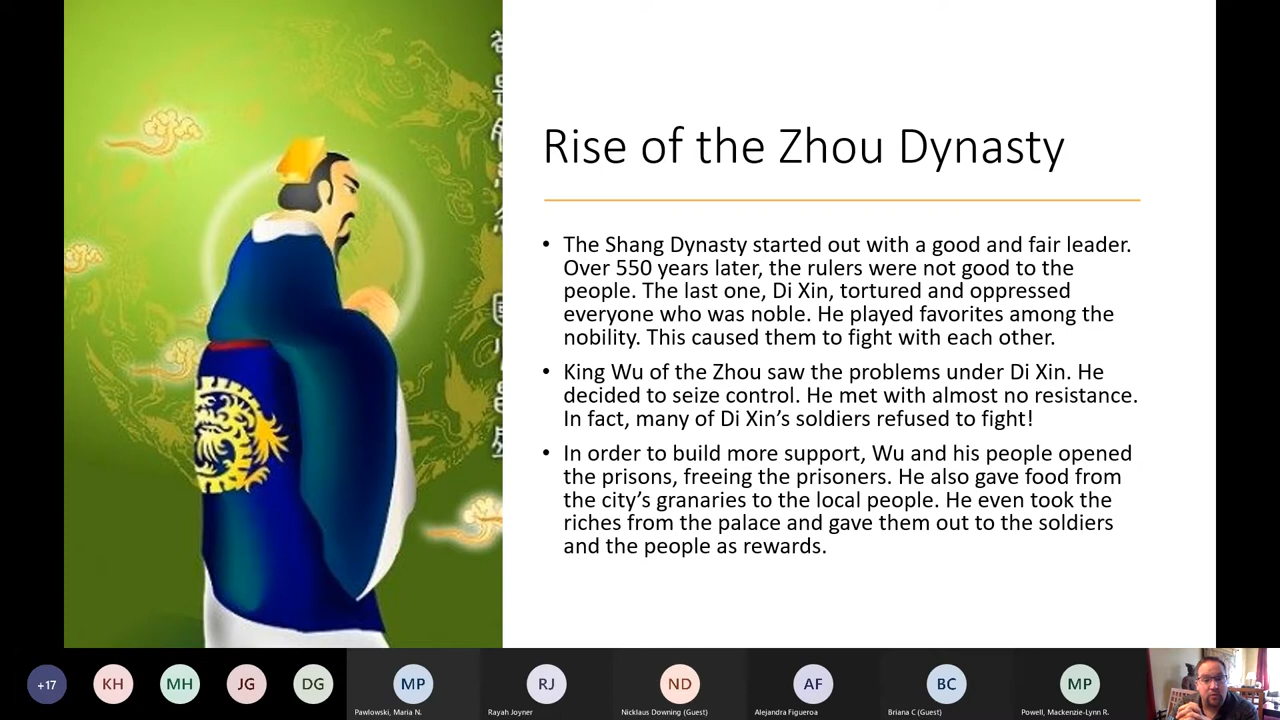 Rise of the Zhou Dynasty
• The Shang Dynasty started out with a good and fair leader.
Over 550 years later, the rulers were not good to the
people. The last one, Di Xin, tortured and oppressed
everyone who was noble. He played favorites among the
nobility. This caused them to fight with each other.
• King Wu of the Zhou saw the problems under Di Xin. He
decided to seize control. He met with almost no resistance.
In fact, many of Di Xin’s soldiers refused to fight!
• In order to build more support, Wu and his people opened
the prisons, freeing the prisoners. He also gave food from
the city’s granaries to the local people. He even took the
riches from the palace and gave them out to the soldiers
and the people as rewards.
+17 KH MH JG DG MP RJ ND AF BC MP
Pawlowski, Maria N. Rayah Joyner Nicklaus Downing (Guest) Alejandra Figueroa Briana C (Guest) Powell, Mackenzie-Lynn R.